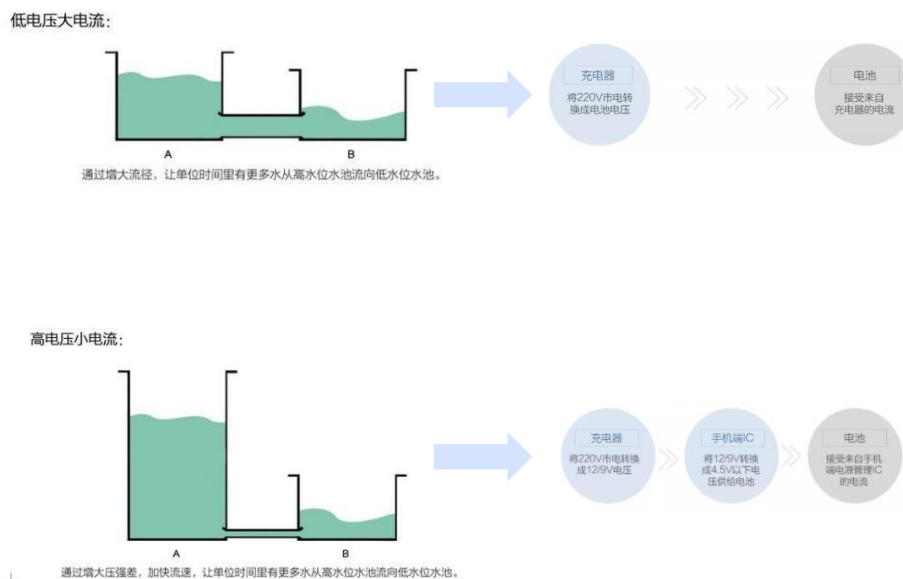 低电压大电流：
充电器
将220V市电转
换成电池电压
电池
接受来自
充电器的电流
A
B
通过增大流径，让单位时间里有更多水从高水位水池流向低水位水池。
高电压小电流：
充电器
将220V市电转换
成12/9V电压
手机端IC
将12/9V转换
成4.5V以下电
压供给电池
电池
接受来自手机
端电源管理IC
的电流
A
B
通过增大压强差，加快流速，让单位时间里有更多水从高水位水池流向低水位水池。